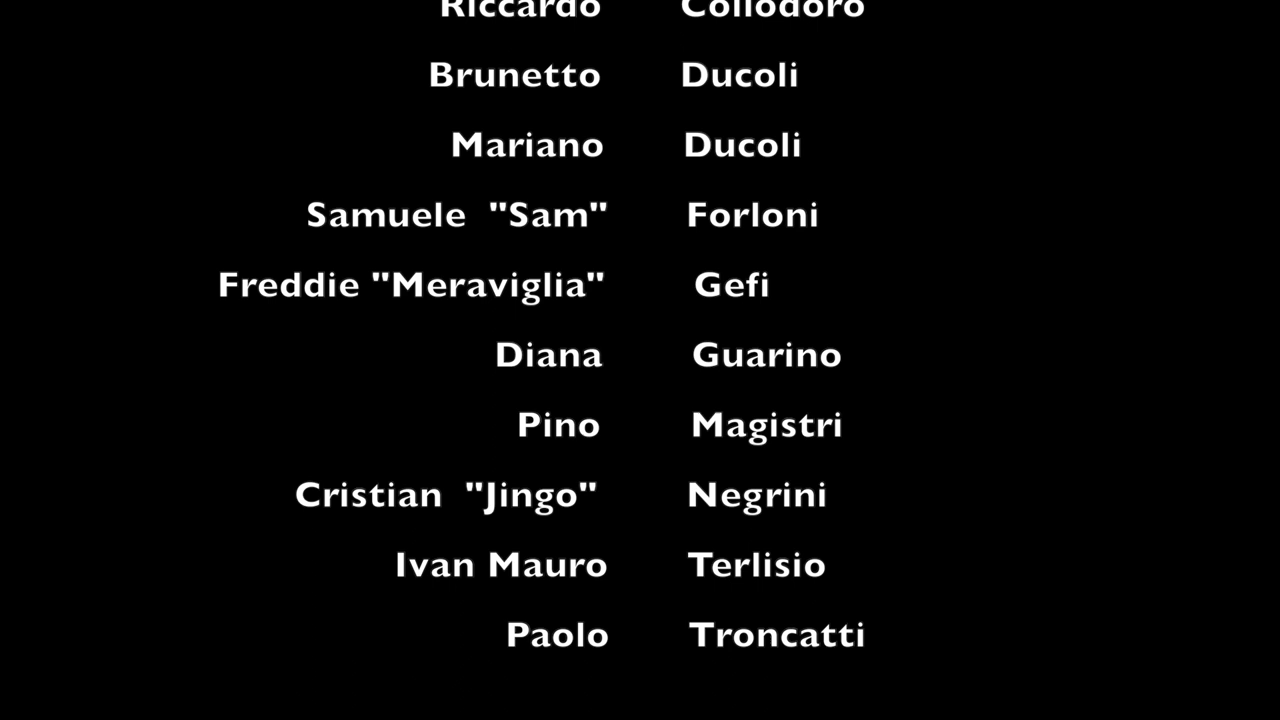 Riccardo Collodoro
Brunetto Ducoli
Mariano Ducoli
Samuele "Sam" Forloni
Freddie "Meraviglia" Gefi
Diana Guarino
Pino Magistri
Cristian "Jingo" Negrini
Ivan Mauro Terlisio
Paolo Troncatti